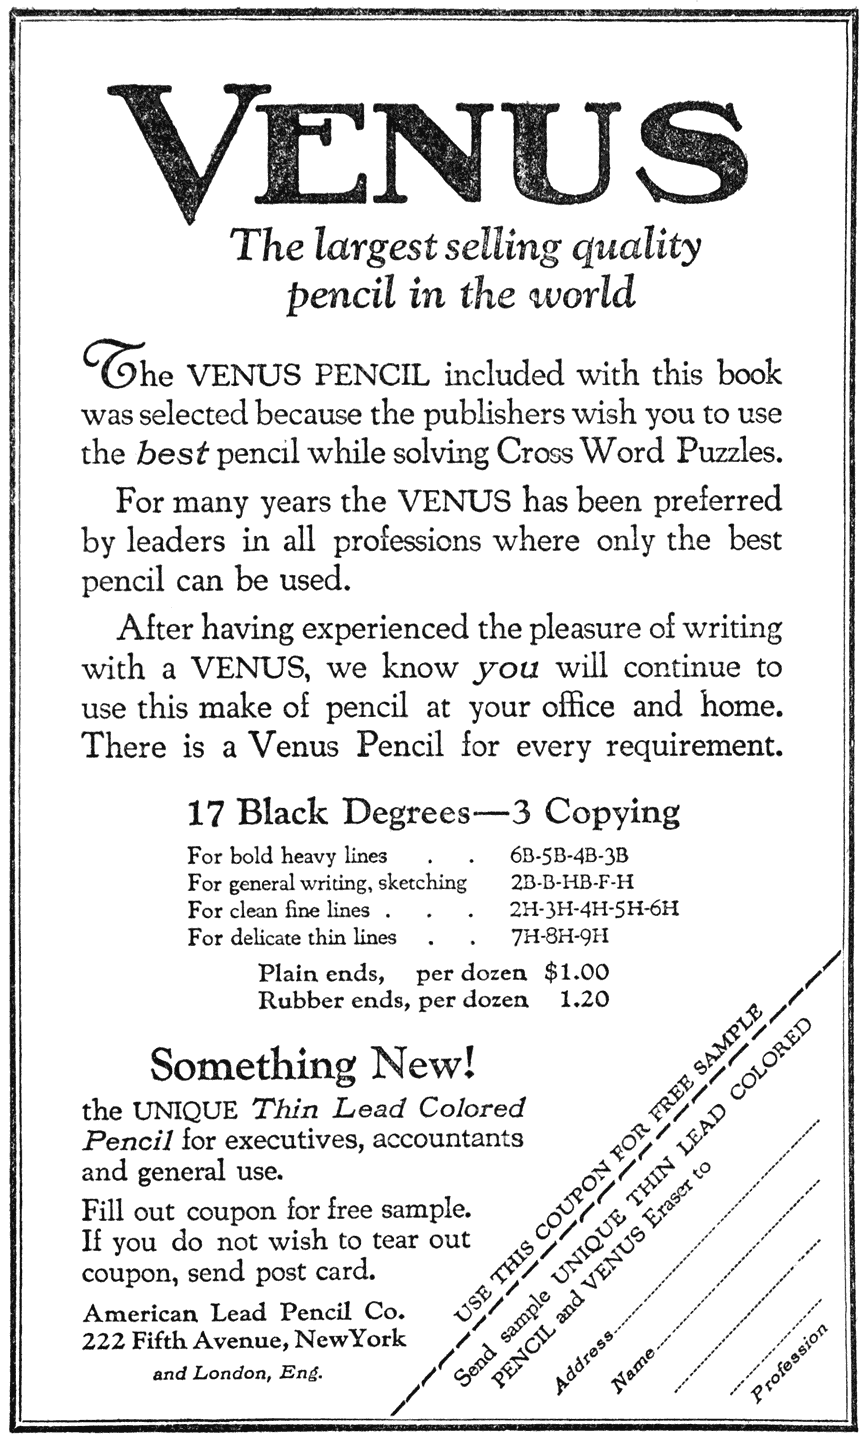 VENUS
The largest selling quality
pencil in the world
The VENUS PENCIL included with this book
was selected because the publishers wish you to use
the best pencil while solving Cross Word Puzzles.
For many years the VENUS has been preferred
by leaders in all professions where only the best
pencil can be used.
After having experienced the pleasure of writing
with a VENUS, we know you will continue to
use this make of pencil at your office and home.
There is a Venus Pencil for every requirement.
17 Black Degrees—3 Copying
For bold heavy lines . . 6B-5B-4B-3B
For general writing, sketching 2B-B-HB-F-H
For clean fine lines . . . 2H-3H-4H-5H-6H
For delicate thin lines . . 7H-8H-9H
Plain ends, per dozen $1.00
Rubber ends, per dozen 1.20
Something New!
the UNIQUE Thin Lead Colored
Pencil for executives, accountants
and general use.
Fill out coupon for free sample.
If you do not wish to tear out
coupon, send post card.
American Lead Pencil Co.
222 Fifth Avenue, New York
and London, Eng.
USE THIS COUPON FOR FREE SAMPLE
Send sample UNIQUE THIN LEAD COLORED
PENCIL and VENUS Eraser to
Address
Name
Profession